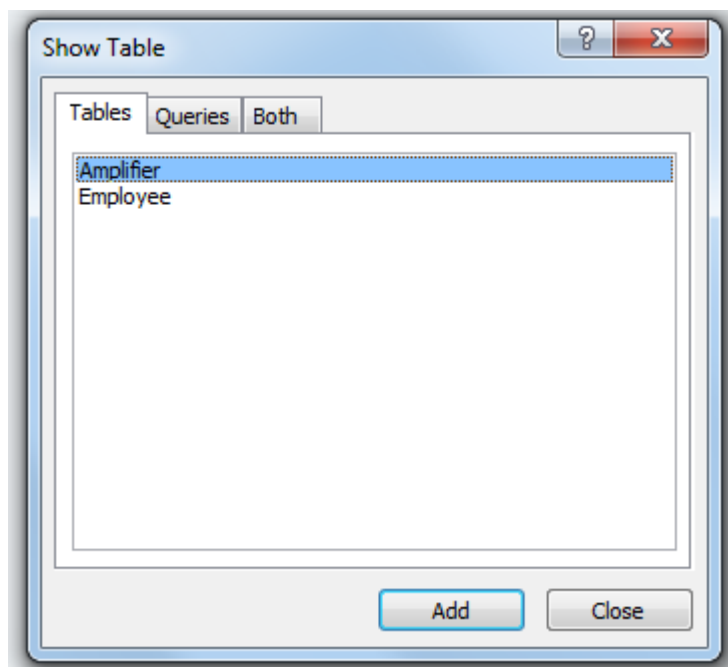 Show Table
Tables Queries Both
Amplifier
Employee
Add Close